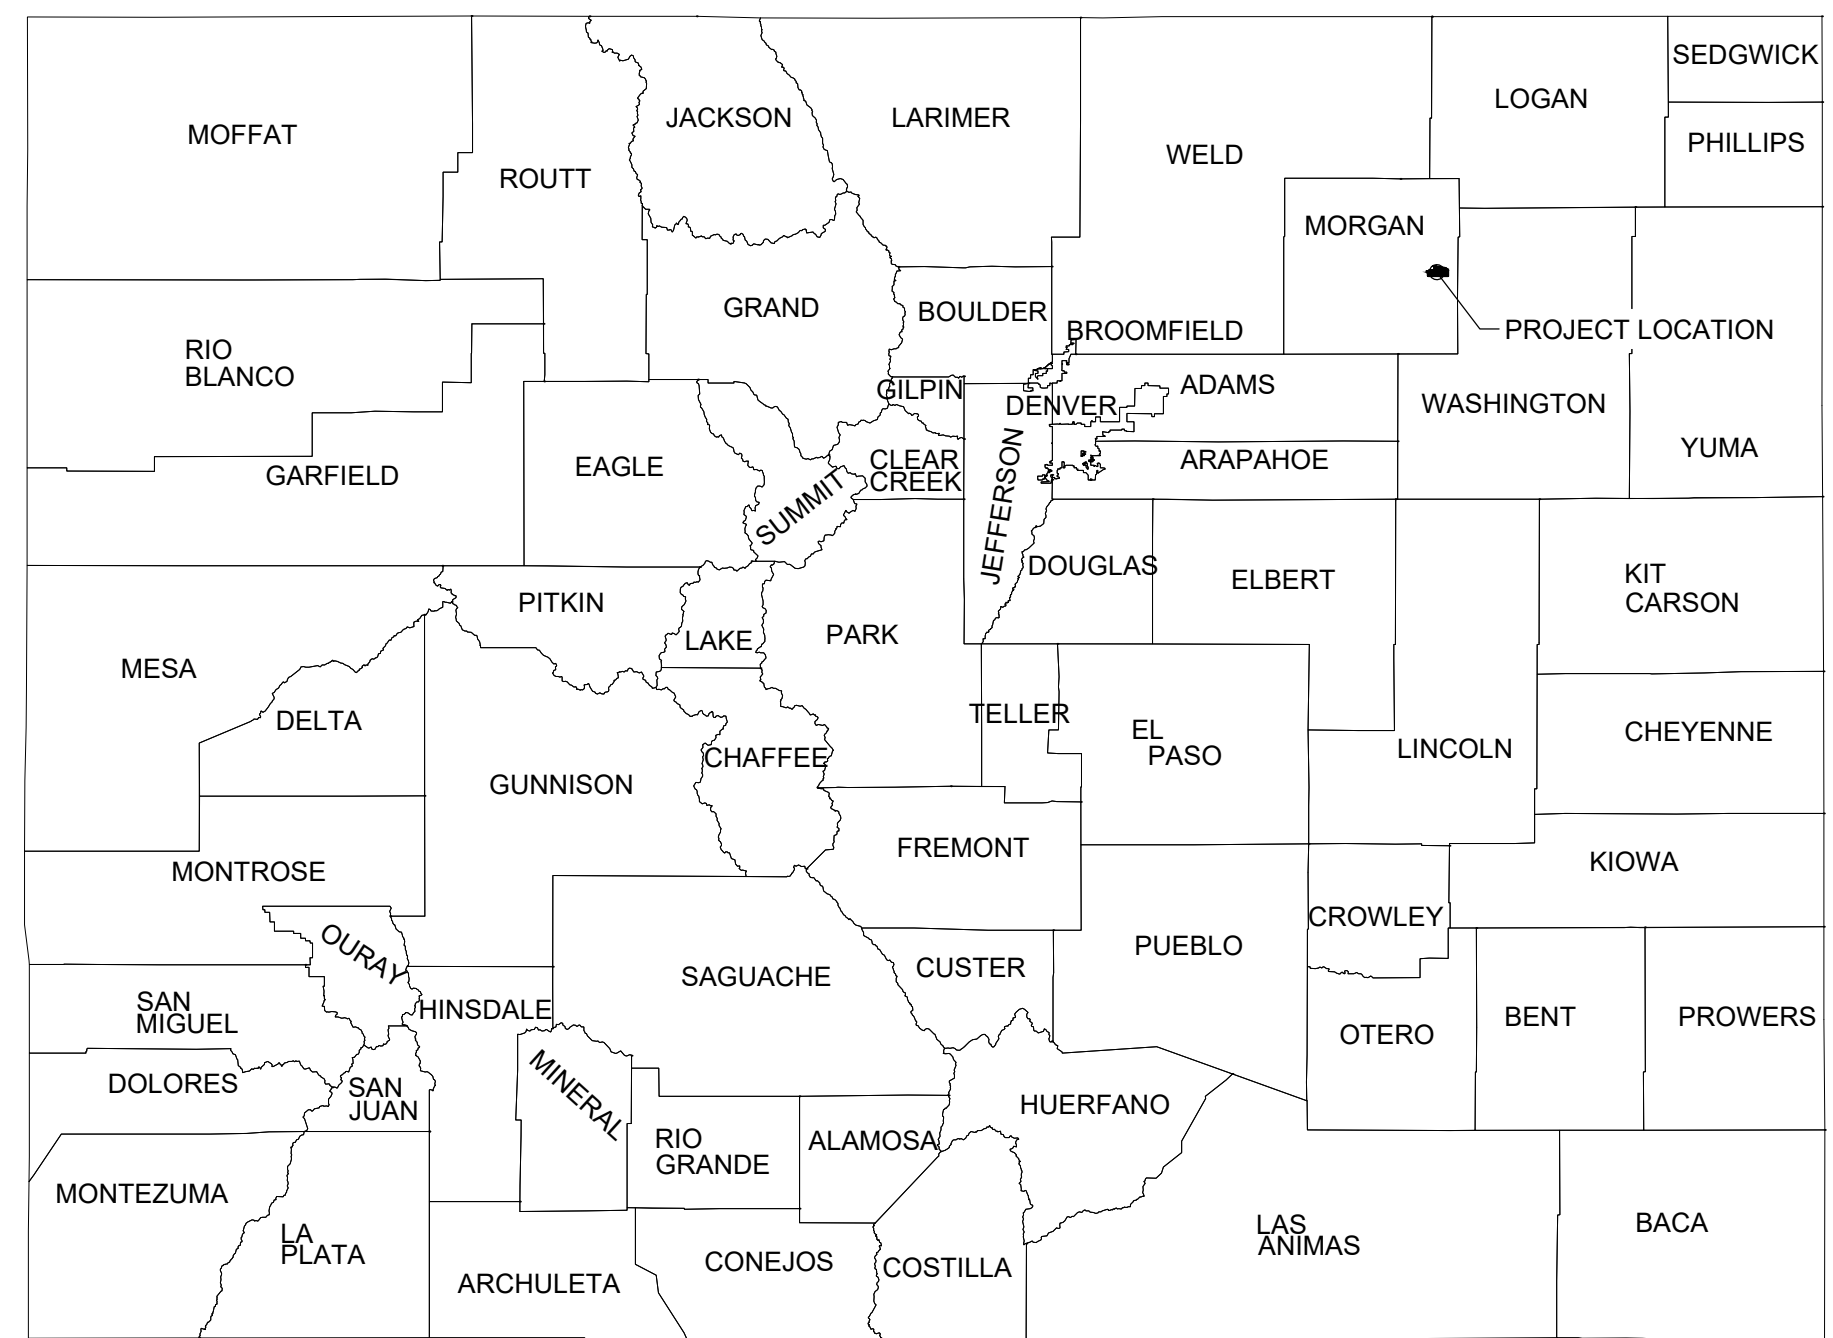 SEDGWICK
LOGAN
JACKSON
LARIMER
MOFFAT
PHILLIPS
WELD
ROUTT
MORGAN
GRAND
BOULDER
BROOMFIELD
PROJECT LOCATION
RIO
BLANCO
GILPIN
ADAMS
DENVER
WASHINGTON
YUMA
CLEAR
CREEK
ARAPAHOE
EAGLE
GARFIELD
SUMMIT
JEFFERSON
DOUGLAS
ELBERT
KIT
CARSON
PITKIN
PARK
LAKE
MESA
TELLER
DELTA
EL
PASO
CHEYENNE
LINCOLN
CHAFFEE
GUNNISON
FREMONT
KIOWA
MONTROSE
CROWLEY
PUEBLO
OURAY
CUSTER
SAGUACHE
SAN
MIGUEL
HINSDALE
BENT
PROWERS
OTERO
DOLORES
SAN
JUAN
MINERAL
HUERFANO
RIO
GRANDE
ALAMOSA
MONTEZUMA
LA
PLATA
LAS
ANIMAS
BACA
CONEJOS
COSTILLA
ARCHULETA